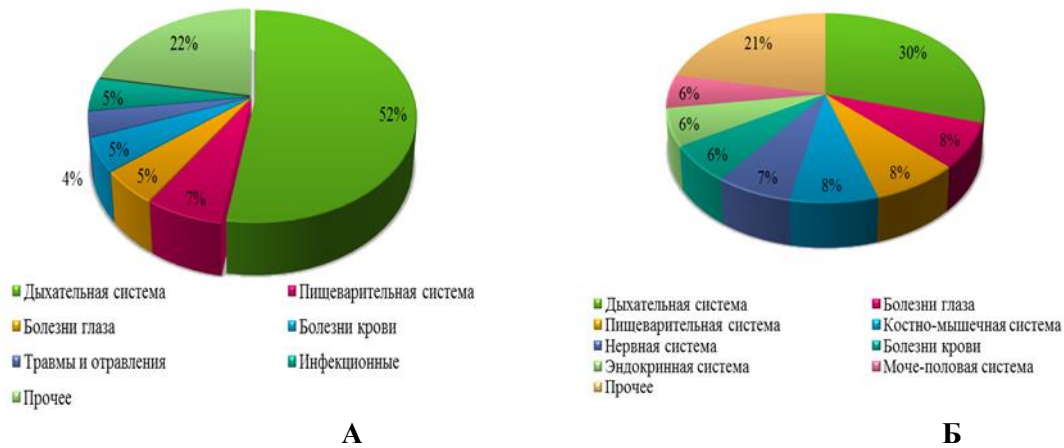 22%
52%
5%
4%
5%
5%
7%
Дыхательная система
Пищеварительная система
Болезни глаза
Болезни крови
Травмы и отравления
Инфекционные
Прочее
А
21%
30%
6%
6%
6%
7%
8%
8%
8%
Дыхательная система
Болезни глаза
Пищеварительная система
Костно-мышечная система
Нервная система
Болезни крови
Эндокринная система
Моче-половая система
Прочее
Б